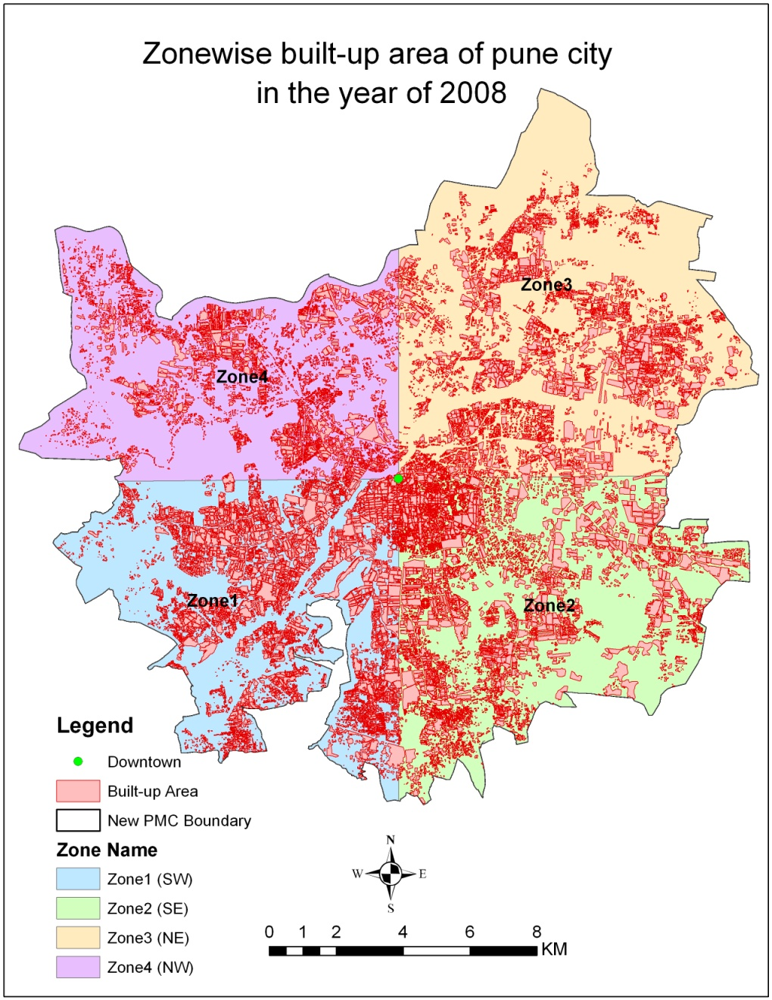 Zonewise built-up area of pune city
in the year of 2008
Zone3
Zone4
Zone1
Zone2
Legend
Downtown
Built-up Area
New PMC Boundary
Zone Name
Zone1 (SW)
Zone2 (SE)
Zone3 (NE)
Zone4 (NW)
N
W E
S
0 1 2 4 6 8
KM